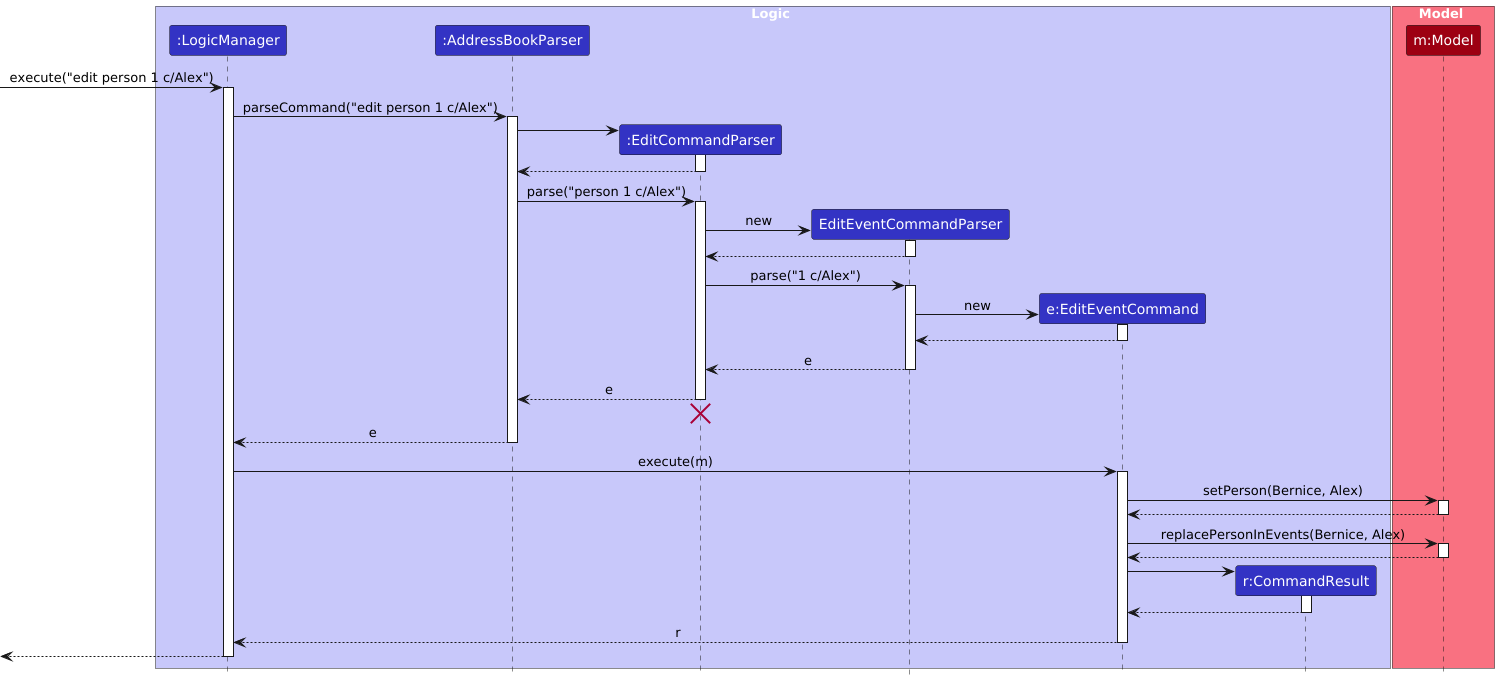 Logic
Model
:LogicManager
:AddressBookParser
m:Model
execute("edit person 1 c/Alex")
parseCommand("edit person 1 c/Alex")
:EditCommandParser
parse("person 1 c/Alex")
new
EditEventCommandParser
parse("1 c/Alex")
new
e:EditEventCommand
e
e
e
execute(m)
setPerson(Bernice, Alex)
replacePersonInEvents(Bernice, Alex)
r:CommandResult
r